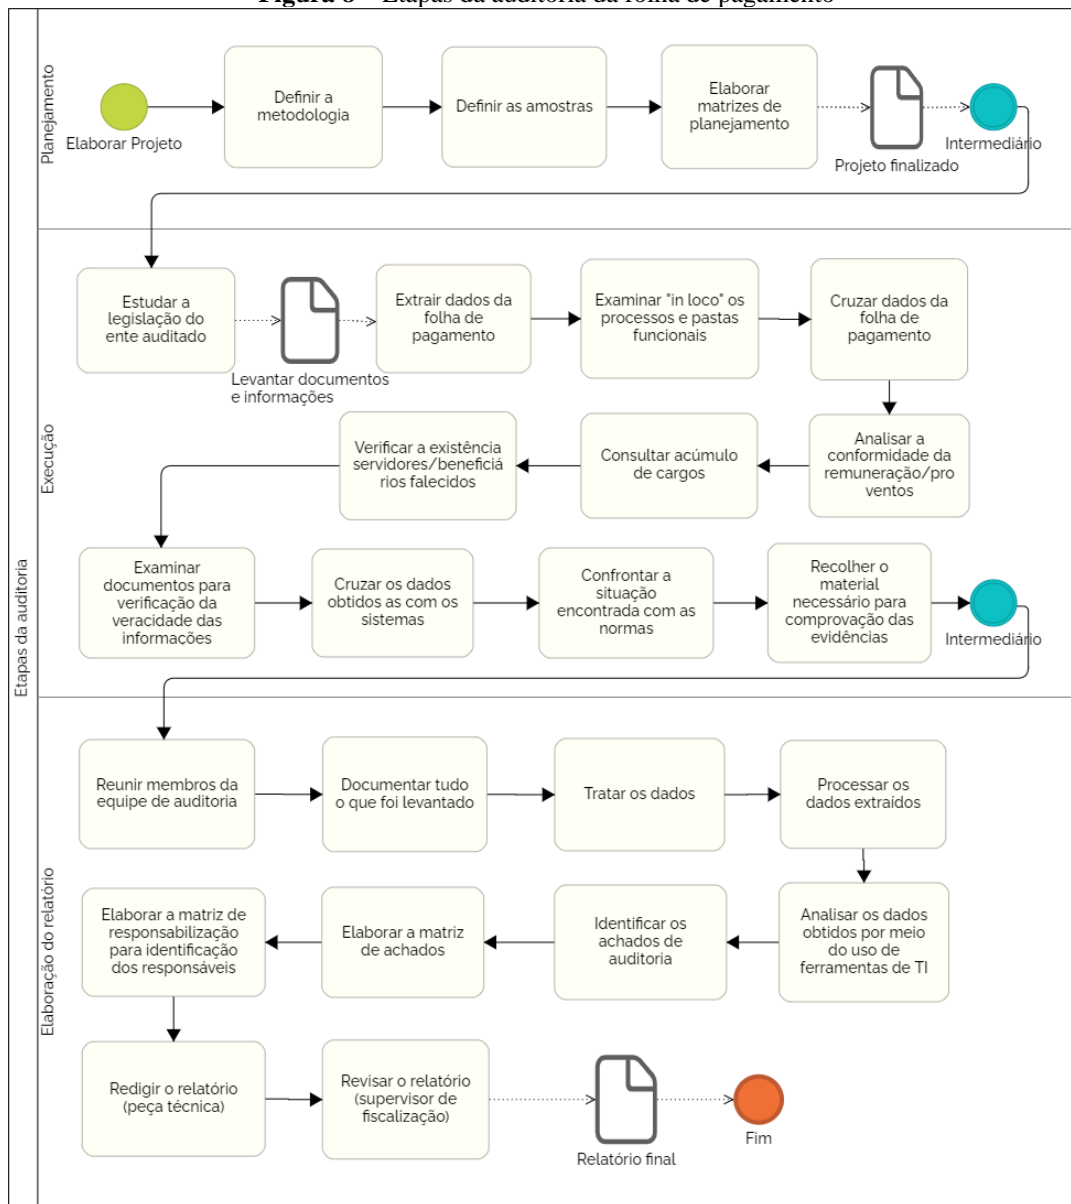 Figura 8 – Etapas da auditoria da folha de pagamento
Etapas da auditoria
Planejamento
Elaborar Projeto
Definir a
metodologia
Definir as amostras
Elaborar
matrizes de
planejamento
Projeto finalizado
Intermediário
Execução
Estudar a
legislação do
ente auditado
Levantar documentos
e informações
Extrair dados da
folha de
pagamento
Examinar "in loco" os
processos e pastas
funcionais
Cruzar dados da
folha de
pagamento
Analisar a
conformidade da
remuneração/pro
ventos
Consultar acúmulo
de cargos
Verificar a existência
servidores/beneficiá
rios falecidos
Examinar
documentos para
verificação da
veracidade das
informações
Cruzar os dados
obtidos as com os
sistemas
Confrontar a
situação
encontrada com as
normas
Recolher o
material
necessário para
comprovação das
evidências
Intermediário
Elaboração do relatório
Reunir membros da
equipe de auditoria
Documentar tudo
o que foi levantado
Tratar os dados
Processar os
dados extraídos
Analisar os dados
obtidos por meio
do uso de
ferramentas de TI
Identificar os
achados de
auditoria
Elaborar a matriz
de achados
Elaborar a matriz de
responsabilização
para identificação
dos responsáveis
Redigir o relatório
(peça técnica)
Revisar o relatório
(supervisor de
fiscalização)
Relatório final
Fim